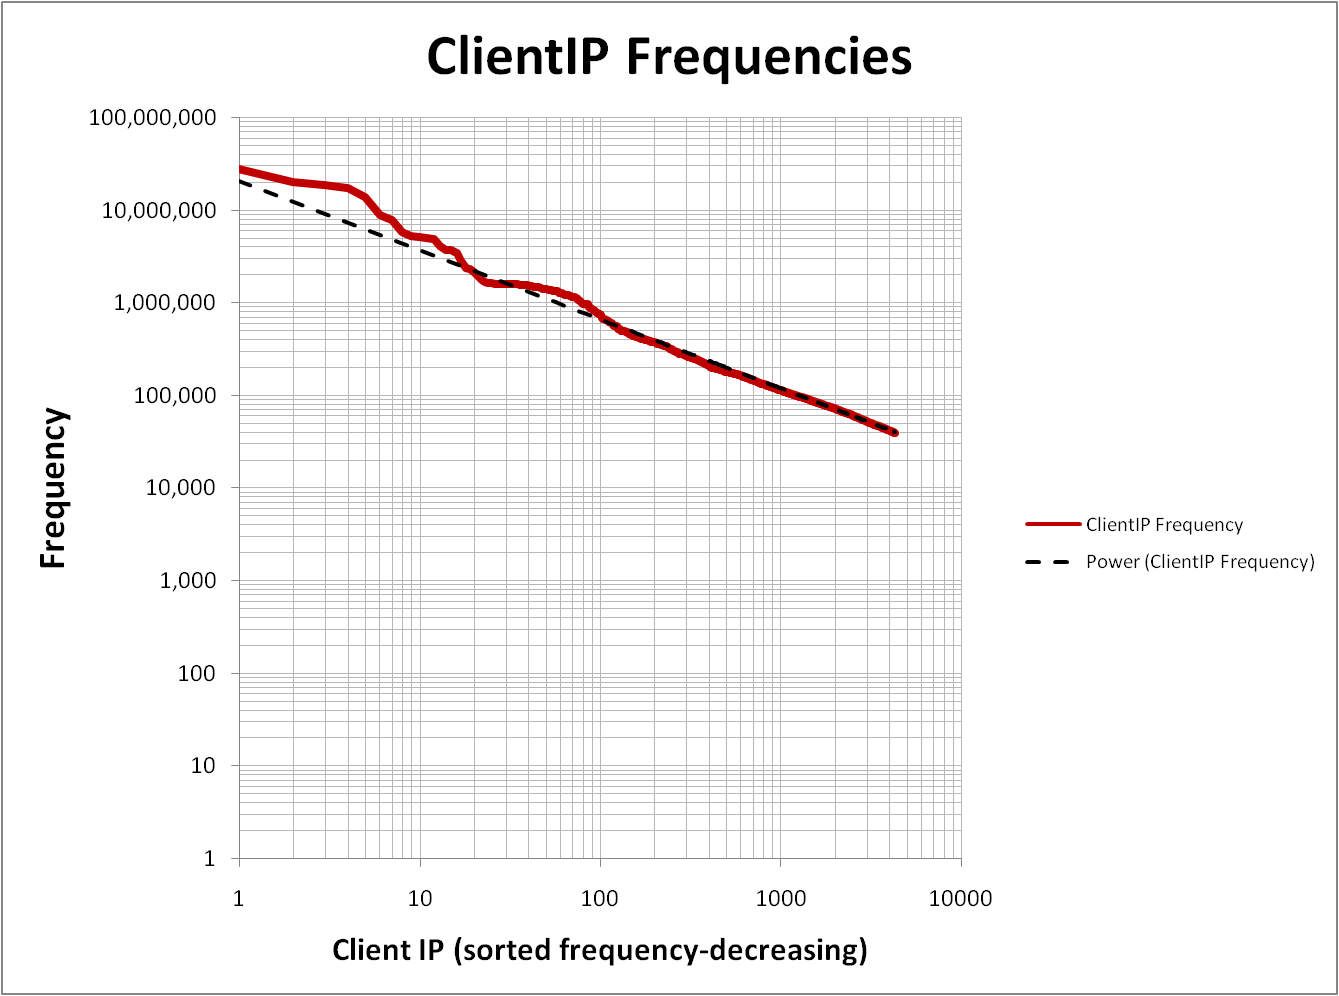 ClientIP Frequencies
100,000,000
10,000,000
1,000,000
100,000
10,000
1,000
100
10
1
Frequency
1 10 100 1000 10000
Client IP (sorted frequency-decreasing)
ClientIP Frequency
Power (ClientIP Frequency)